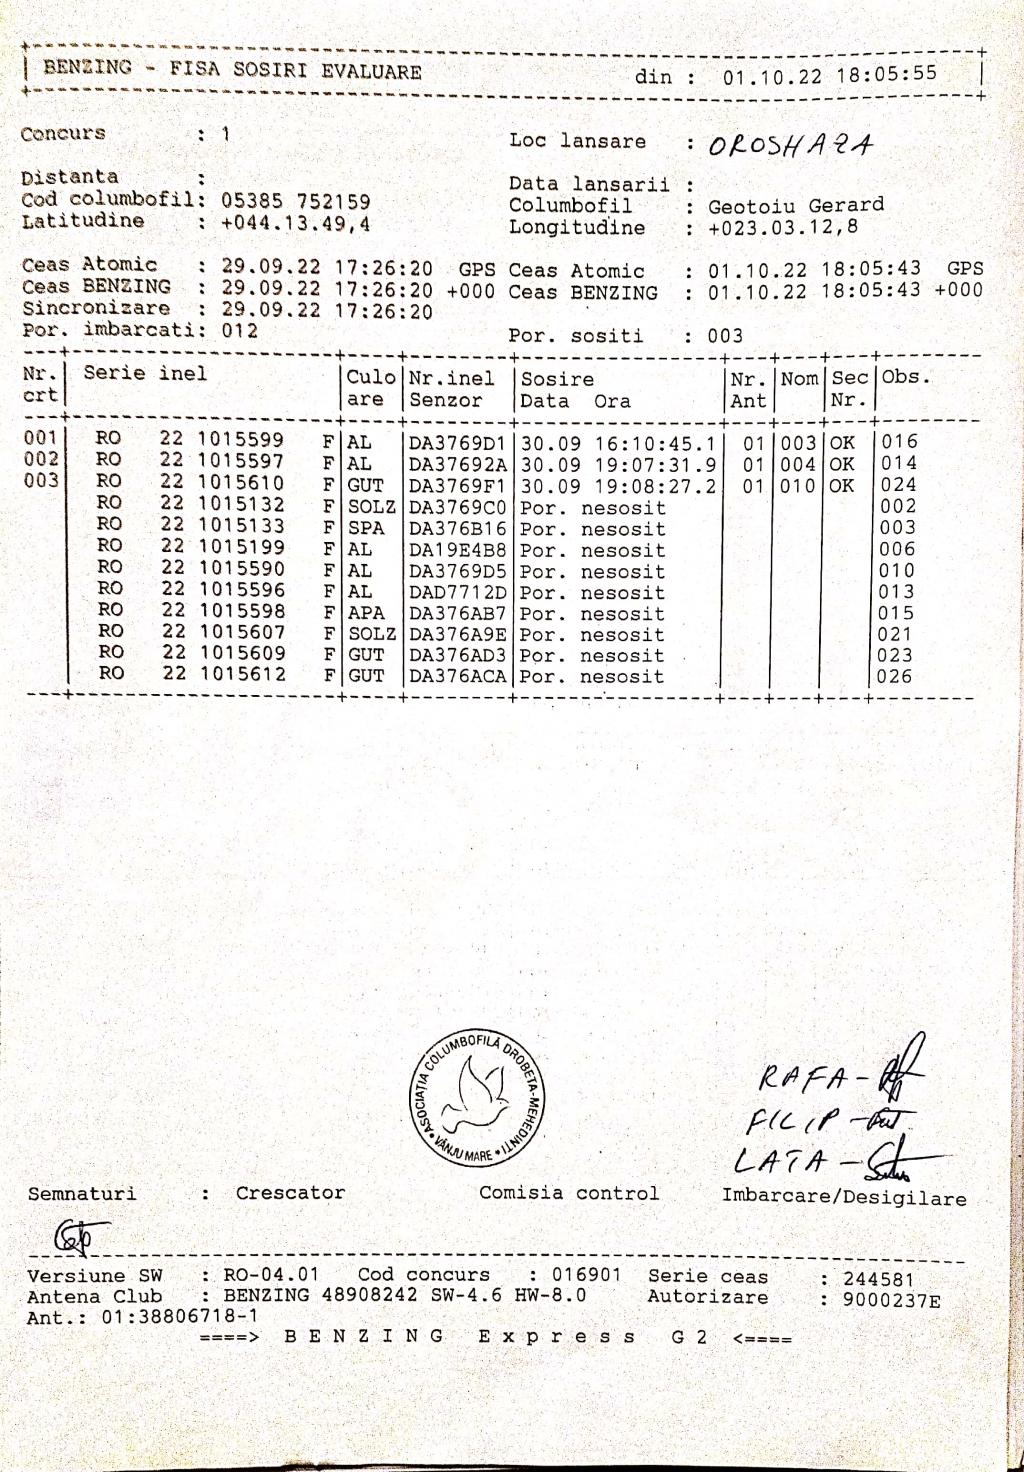 BENZING - FISA SOSIRI EVALUARE din : 01.10.22 18:05:55
Concurs : 1 Loc lansare : OROSHAZA
Distanta : Data lansarii :
Cod columbofil: 05385 752159 Columbofil : Geotoiu Gerard
Latitudine : +044.13.49,4 Longitudine : +023.03.12,8
Ceas Atomic : 29.09.22 17:26:20 GPS Ceas Atomic : 01.10.22 18:05:43 GPS
Ceas BENZING : 29.09.22 17:26:20 +000 Ceas BENZING : 01.10.22 18:05:43 +000
Sincronizare : 29.09.22 17:26:20
Por. imbarcati: 012 Por. sositi : 003
Nr. Serie inel Culo Nr.inel Sosire Nr. Nom Sec Obs.
crt are Senzor Data Ora Ant Nr.
001 RO 22 1015599 F AL DA3769D1 30.09 16:10:45.1 01 003 OK 016
002 RO 22 1015597 F AL DA37692A 30.09 19:07:31.9 01 004 OK 014
003 RO 22 1015610 F GUT DA3769F1 30.09 19:08:27.2 01 010 OK 024
RO 22 1015132 F SOLZ DA3769C0 Por. nesosit 002
RO 22 1015133 F SPA DA376B16 Por. nesosit 003
RO 22 1015199 F AL DA19E4B8 Por. nesosit 006
RO 22 1015590 F AL DA3769D5 Por. nesosit 010
RO 22 1015596 F AL DAD7712D Por. nesosit 013
RO 22 1015598 F APA DA376AB7 Por. nesosit 015
RO 22 1015607 F SOLZ DA376A9E Por. nesosit 021
RO 22 1015609 F GUT DA376AD3 Por. nesosit 023
RO 22 1015612 F GUT DA376ACA Por. nesosit 026
ASOCIAȚIA COLUMBOFILĂ DROBETA-MEHEDINȚI
VÂNJU MARE
RAFA-
FILIP-
LATA-
Semnaturi : Crescator Comisia control Imbarcare/Desigilare
Versiune SW : RO-04.01 Cod concurs : 016901 Serie ceas : 244581
Antena Club : BENZING 48908242 SW-4.6 HW-8.0 Autorizare : 9000237E
Ant.: 01:38806718-1
====> B E N Z I N G E x p r e s s G 2 <====